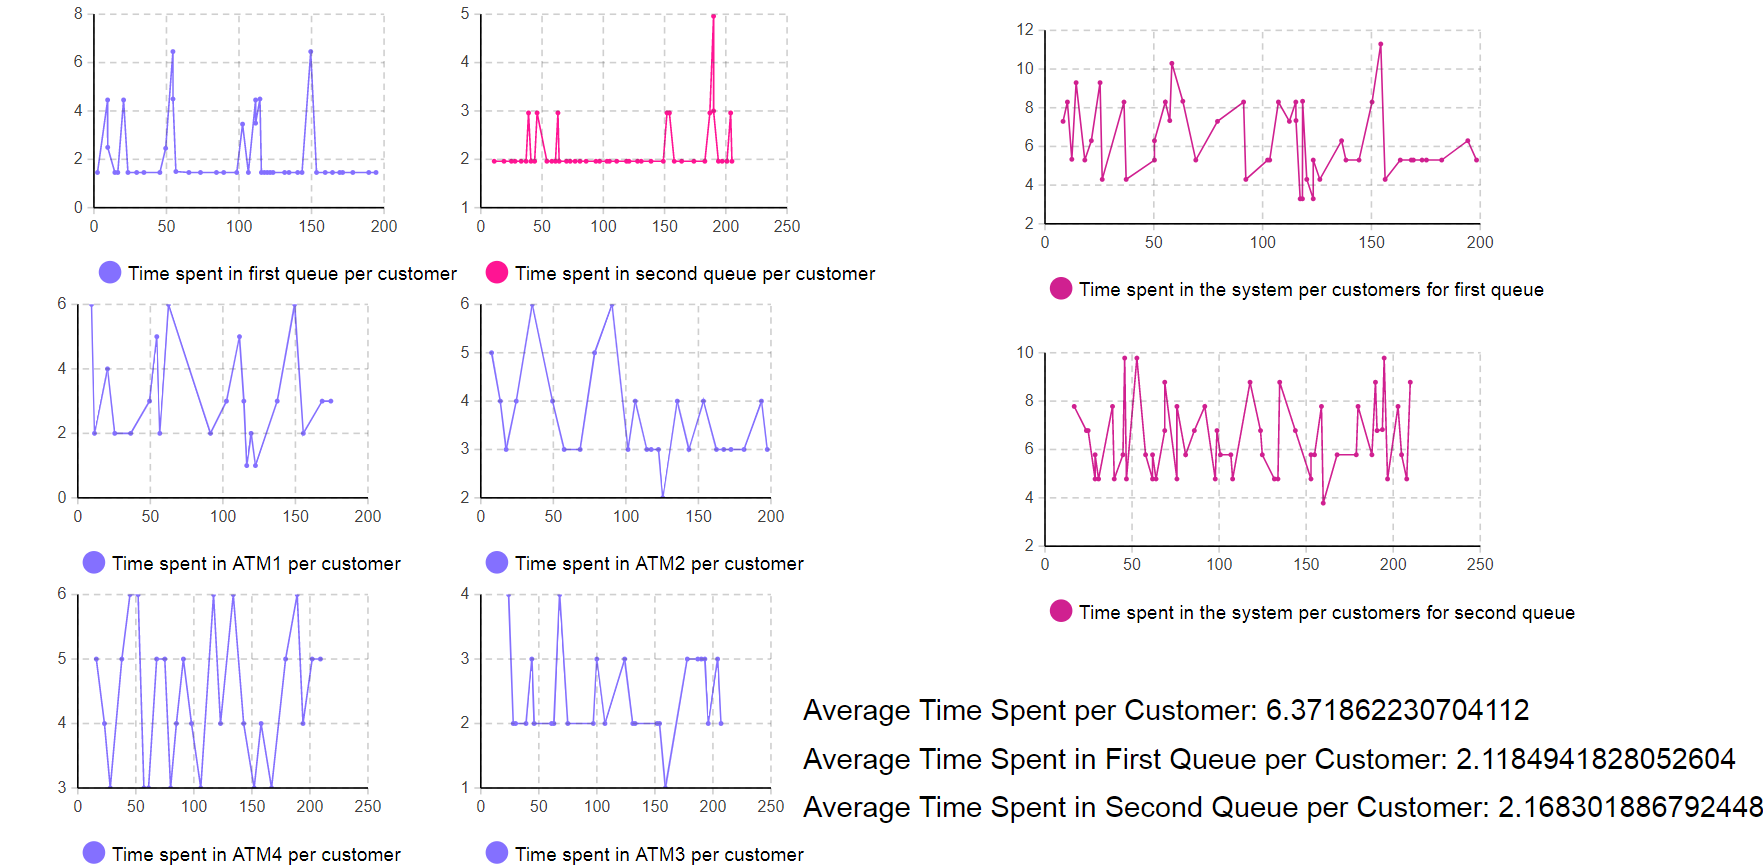 8
6
4
2
0
0 50 100 150 200
Time spent in first queue per customer
5
4
3
2
1
0 50 100 150 200 250
Time spent in second queue per customer
12
10
8
6
4
2
0 50 100 150 200
Time spent in the system per customers for first queue
6
4
2
0
0 50 100 150 200
Time spent in ATM1 per customer
6
5
4
3
2
0 50 100 150 200
Time spent in ATM2 per customer
10
8
6
4
2
0 50 100 150 200 250
Time spent in the system per customers for second queue
6
5
4
3
0 50 100 150 200 250
Time spent in ATM4 per customer
4
3
2
1
0 50 100 150 200 250
Time spent in ATM3 per customer
Average Time Spent per Customer: 6.371862230704112
Average Time Spent in First Queue per Customer: 2.1184941828052604
Average Time Spent in Second Queue per Customer: 2.168301886792448